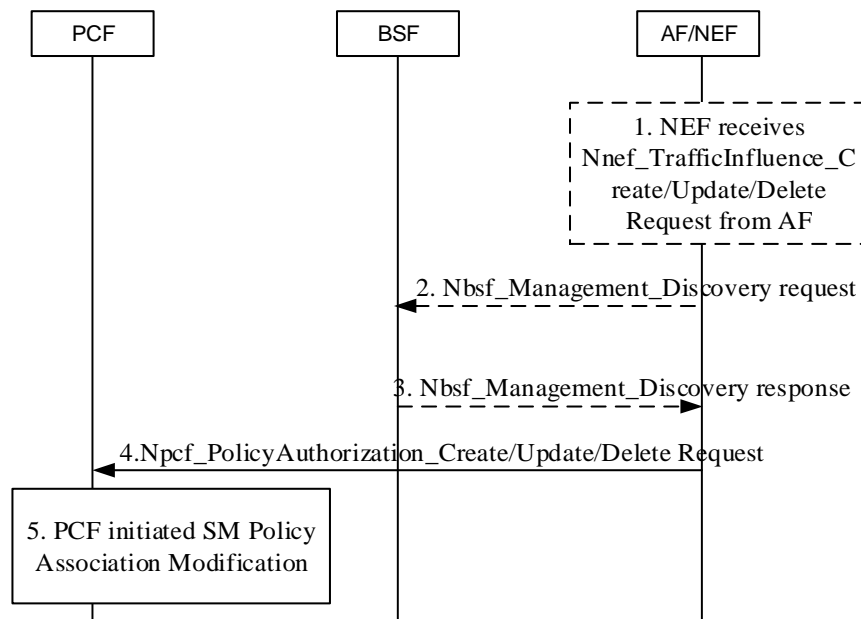 PCF
BSF
AF/NEF
1. NEF receives
Nnef_TrafficInfluence_C
reate/Update/Delete
Request from AF
2. Nbsf_Management_Discovery request
3. Nbsf_Management_Discovery response
4.Npcf_PolicyAuthorization_Create/Update/Delete Request
5. PCF initiated SM Policy
Association Modification